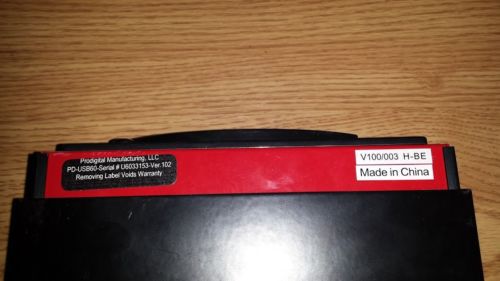 Prodigital Manufacturing, LLC
PD-USB60-Serial # U6033153-Ver.102
Removing Label Voids Warranty
V100/003 H-BE
Made in China